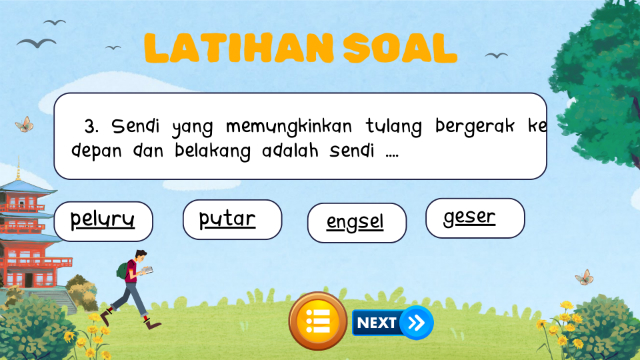 LATIHAN SOAL
3. Sendi yang memungkinkan tulang bergerak ke
depan dan belakang adalah sendi ....
peluru
putar
engsel
geser
NEXT